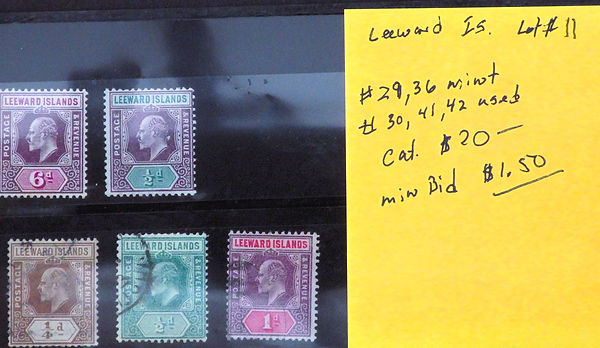 Leeward Is. Lot # 11
#29, 36 mint
# 30, 41, 42 used
Cat. $20—
min Bid $1.50
LEEWARD ISLANDS
POSTAGE & REVENUE
6d
LEEWARD ISLANDS
POSTAGE & REVENUE
½d
LEEWARD ISLANDS
POSTAGE & REVENUE
¼d
LEEWARD ISLANDS
POSTAGE & REVENUE
½d
LEEWARD ISLANDS
POSTAGE & REVENUE
1d